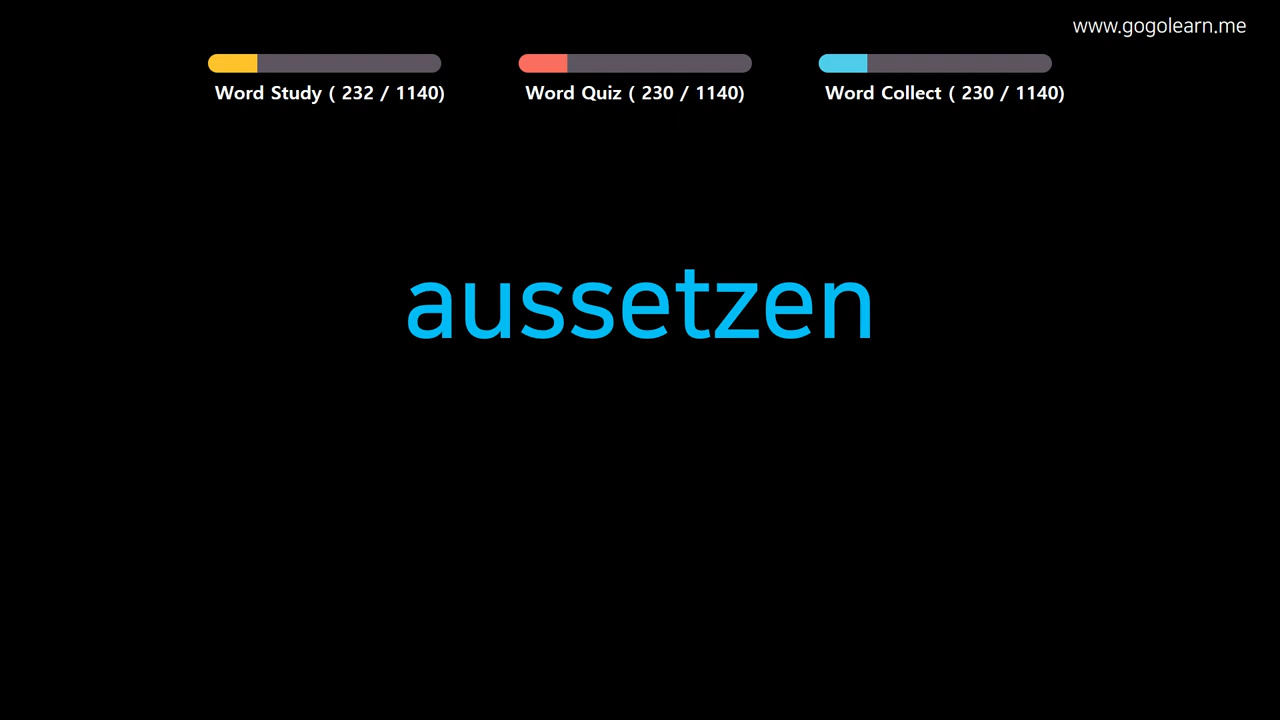 www.gogolearn.me
Word Study ( 232 / 1140)
Word Quiz ( 230 / 1140)
Word Collect ( 230 / 1140)
aussetzen